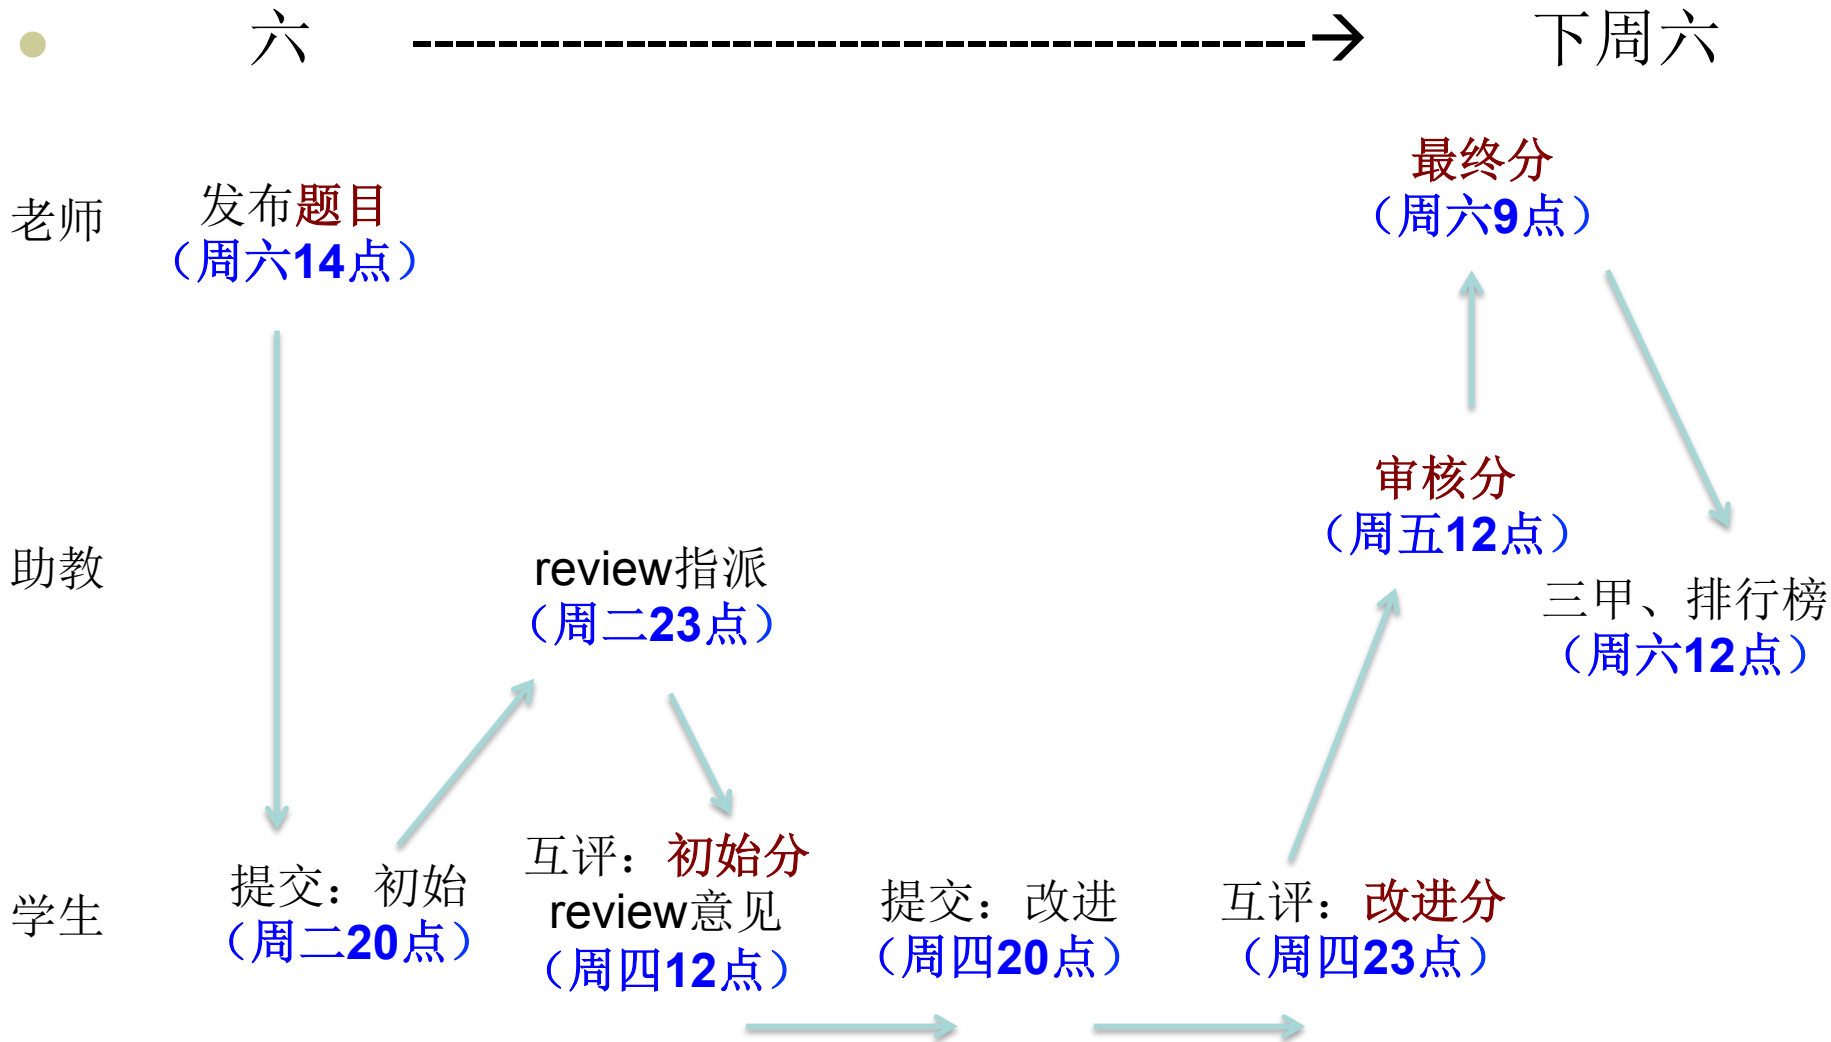 六 ------------------------------------------→ 下周六
老师
发布题目
（周六14点）
最终分
（周六9点）
助教
review指派
（周二23点）
审核分
（周五12点）
三甲、排行榜
（周六12点）
学生
提交：初始
（周二20点）
互评：初始分
review意见
（周四12点）
提交：改进
（周四20点）
互评：改进分
（周四23点）